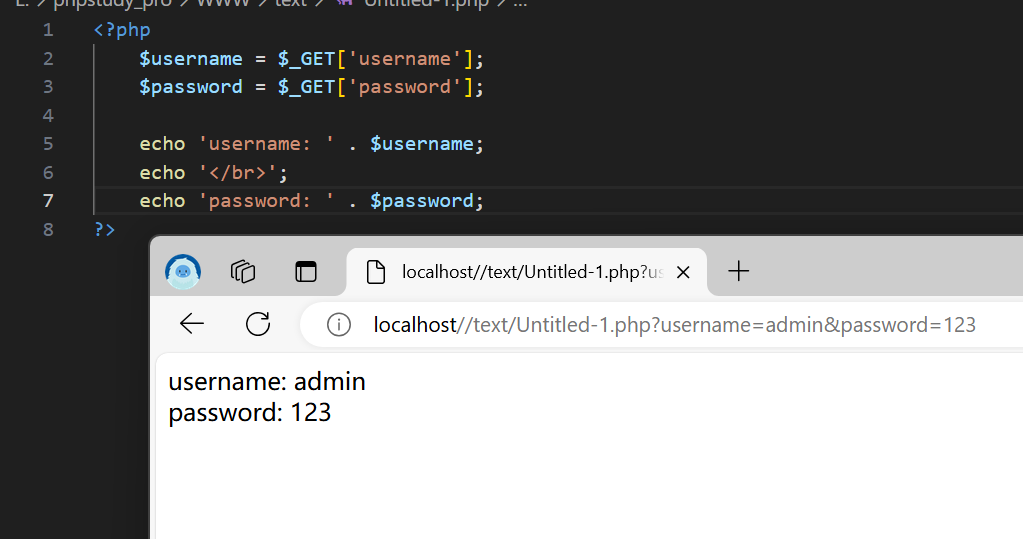 L: > phpstudy_pro > WWW > text > Untitled-1.php > ...
1 <?php
2 $username = $_GET['username'];
3 $password = $_GET['password'];
4
5 echo 'username: ' . $username;
6 echo '</br>';
7 echo 'password: ' . $password;
8 ?>
localhost//text/Untitled-1.php?us
localhost//text/Untitled-1.php?username=admin&password=123
username: admin
password: 123